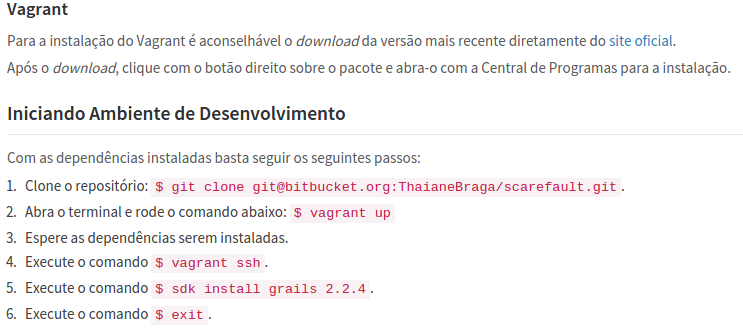 Vagrant
Para a instalação do Vagrant é aconselhável o download da versão mais recente diretamente do site oficial.
Após o download, clique com o botão direito sobre o pacote e abra-o com a Central de Programas para a instalação.
Iniciando Ambiente de Desenvolvimento
Com as dependências instaladas basta seguir os seguintes passos:
1. Clone o repositório: $ git clone git@bitbucket.org:ThaianeBraga/scarefault.git.
2. Abra o terminal e rode o comando abaixo: $ vagrant up
3. Espere as dependências serem instaladas.
4. Execute o comando $ vagrant ssh.
5. Execute o comando $ sdk install grails 2.2.4.
6. Execute o comando $ exit.